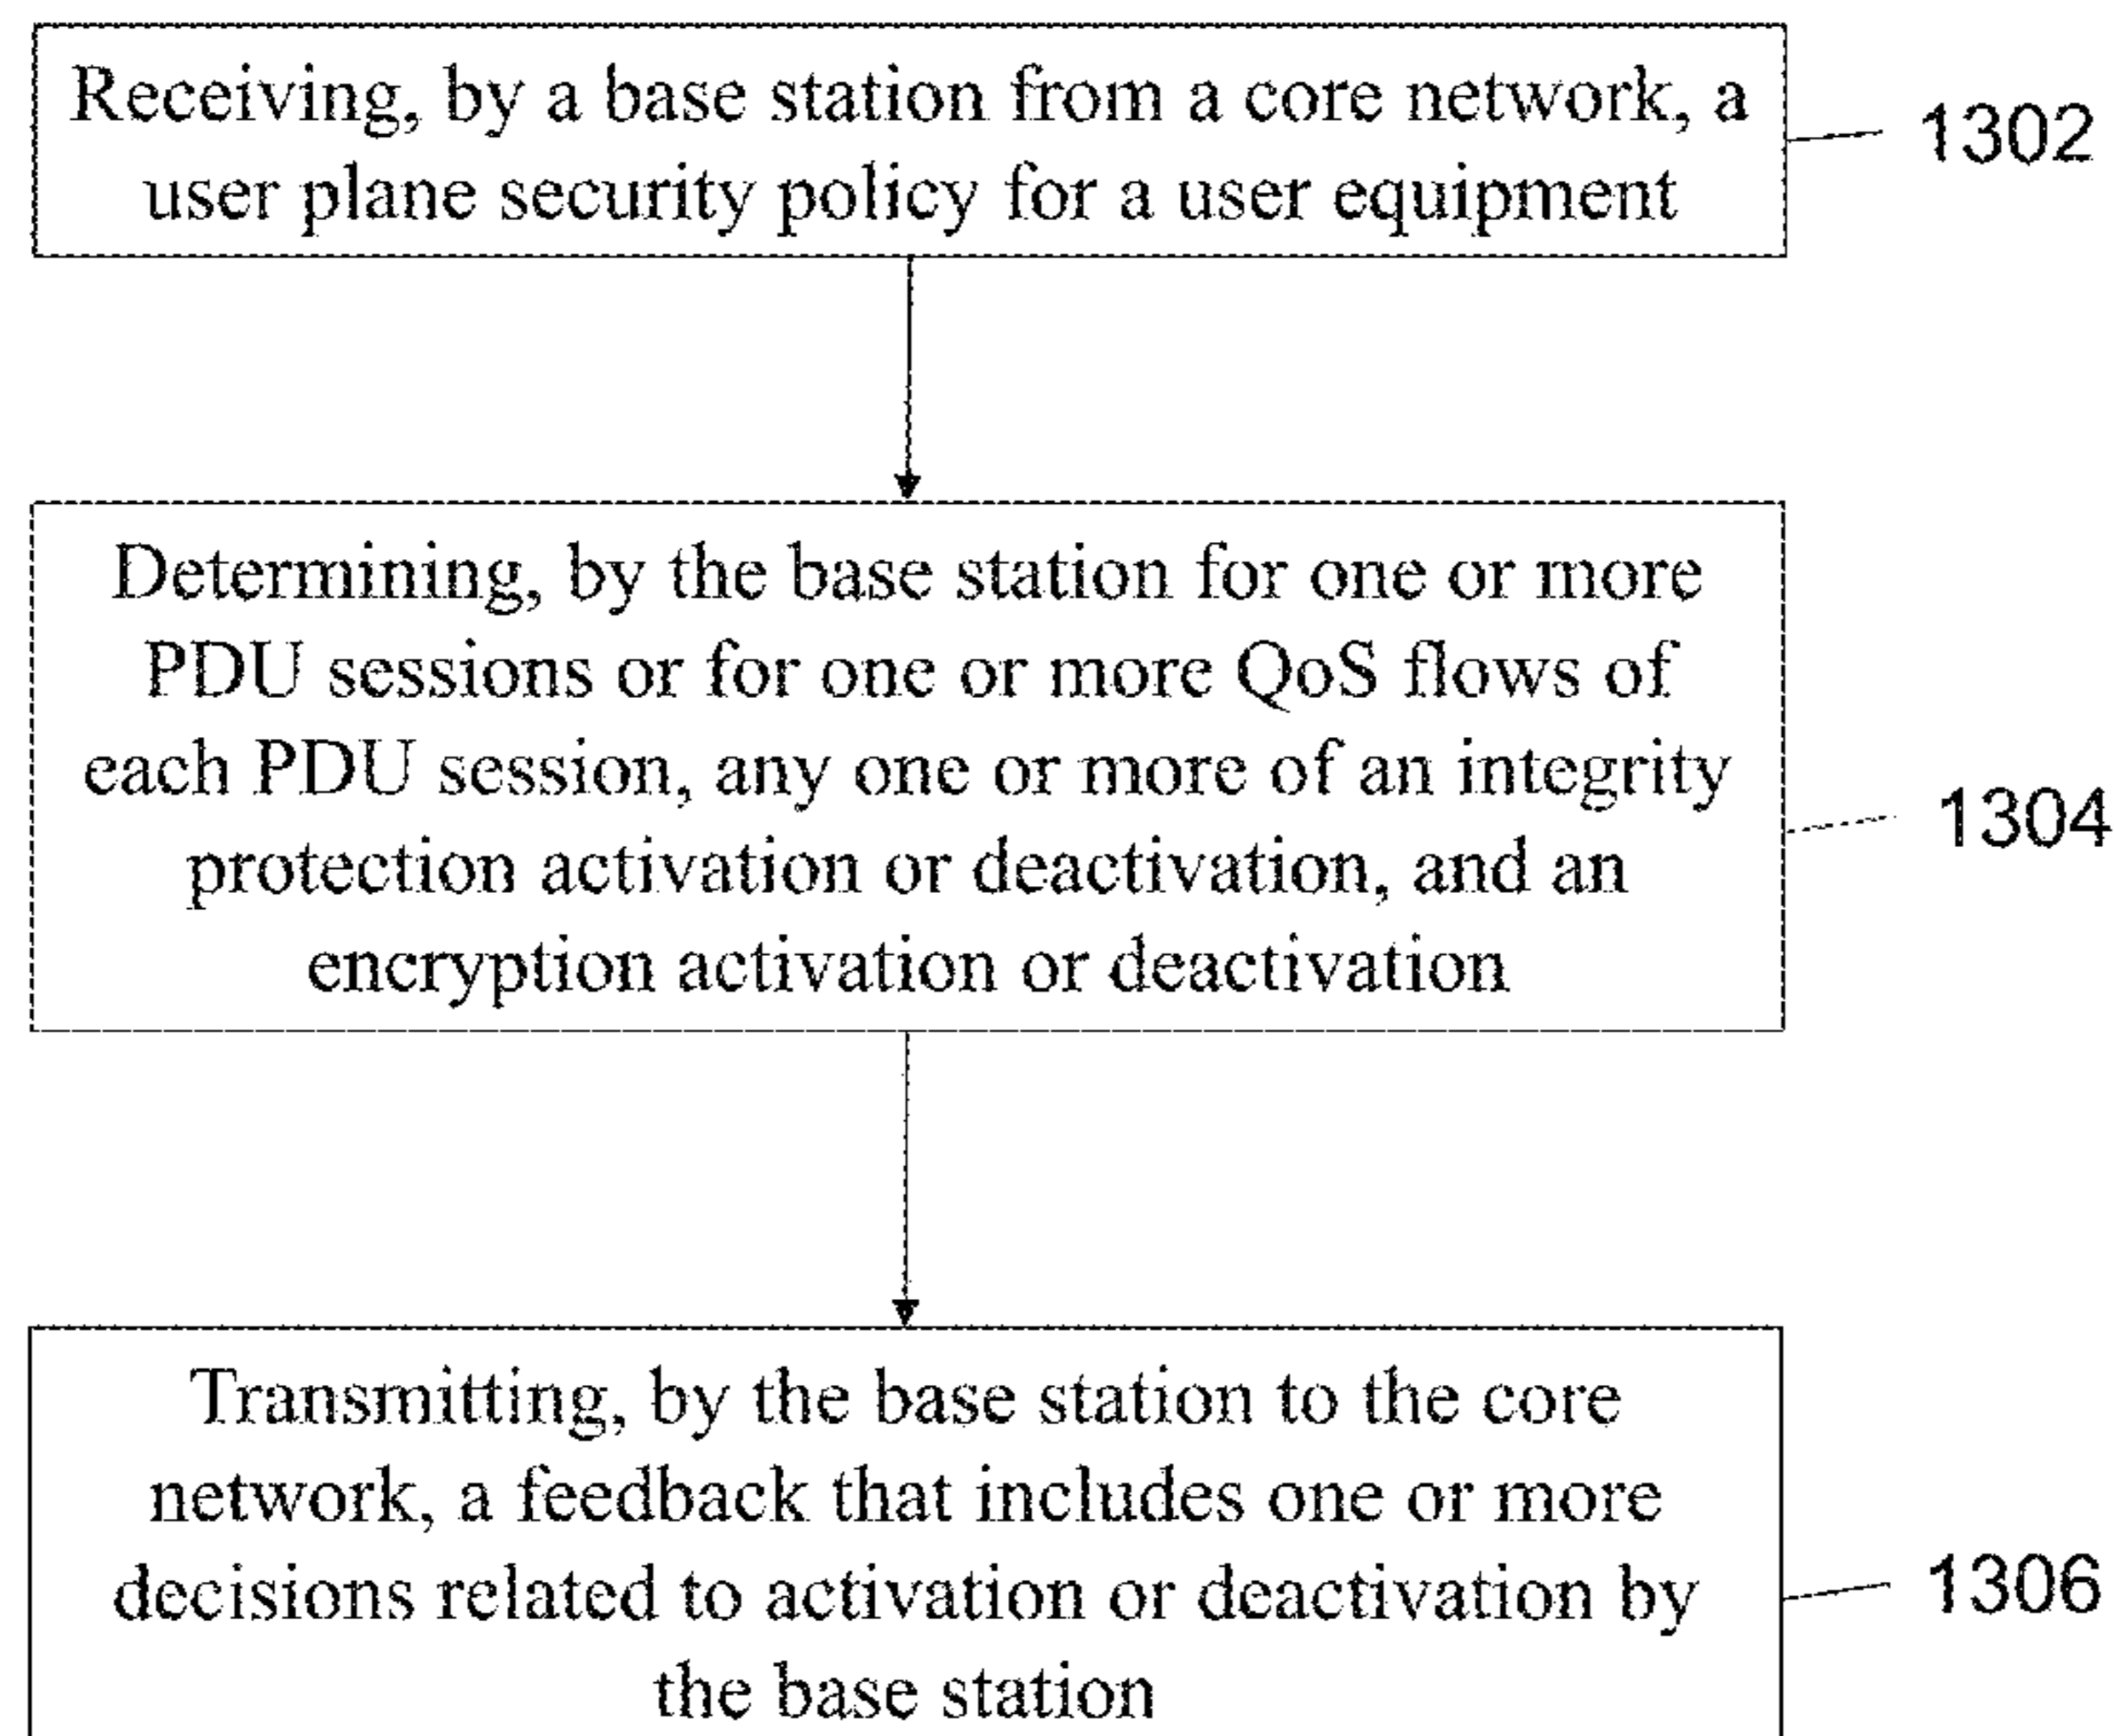 Receiving, by a base station from a core network, a
user plane security policy for a user equipment
1302
Determining, by the base station for one or more
PDU sessions or for one or more QoS flows of
each PDU session, any one or more of an integrity
protection activation or deactivation, and an
encryption activation or deactivation
1304
Transmitting, by the base station to the core
network, a feedback that includes one or more
decisions related to activation or deactivation by
the base station
1306